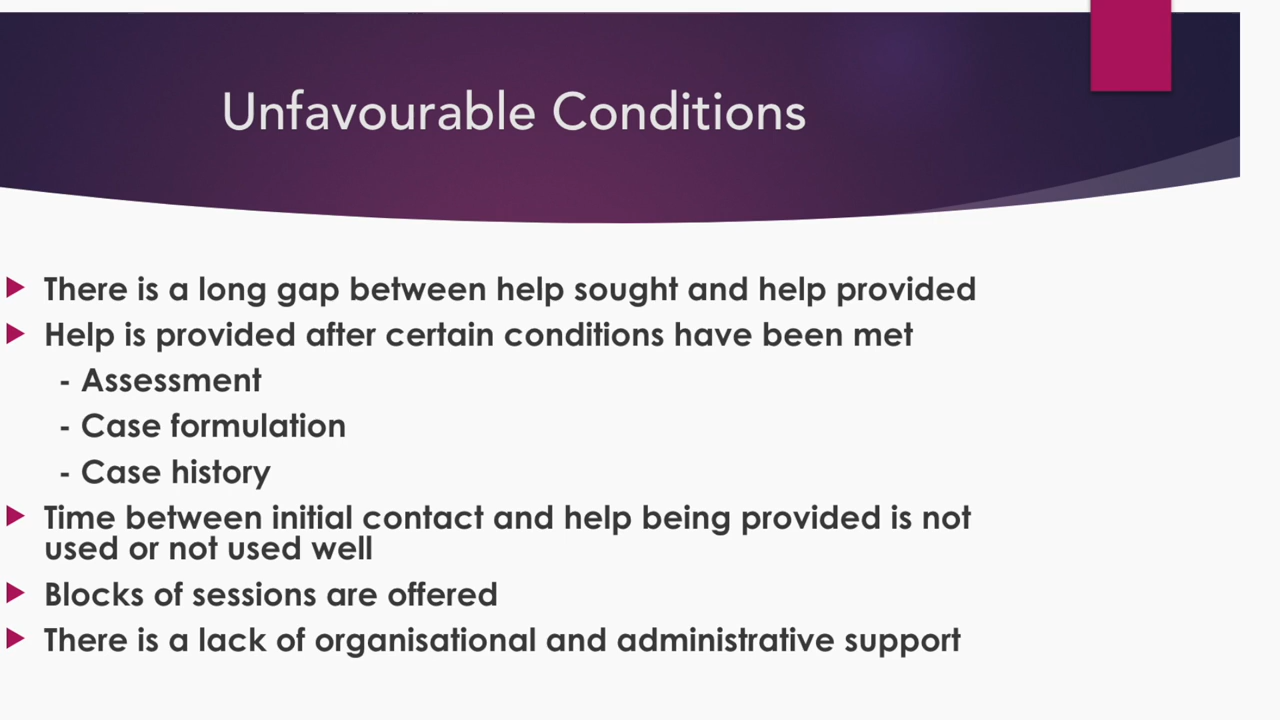 Unfavourable Conditions
There is a long gap between help sought and help provided
Help is provided after certain conditions have been met
- Assessment
- Case formulation
- Case history
Time between initial contact and help being provided is not
used or not used well
Blocks of sessions are offered
There is a lack of organisational and administrative support